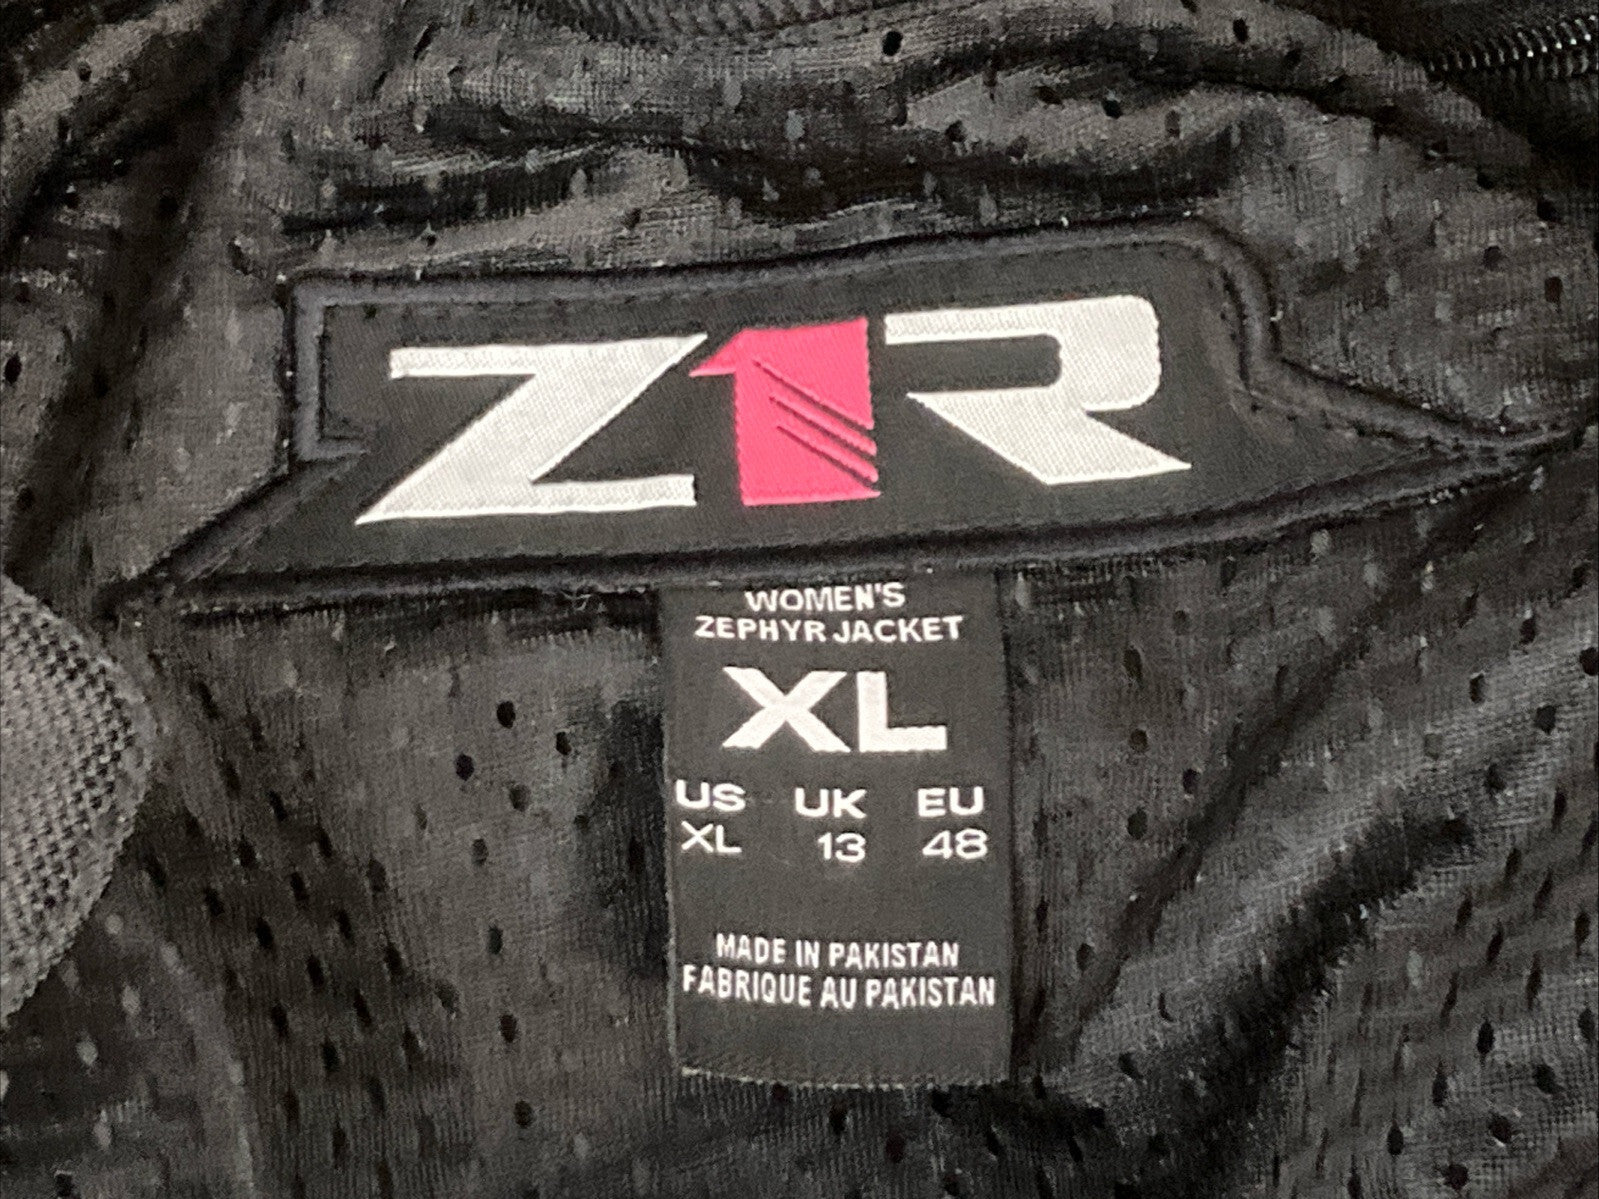 Z1R
WOMEN'S
ZEPHYR JACKET
XL
US UK EU
XL 13 48
MADE IN PAKISTAN
FABRIQUE AU PAKISTAN